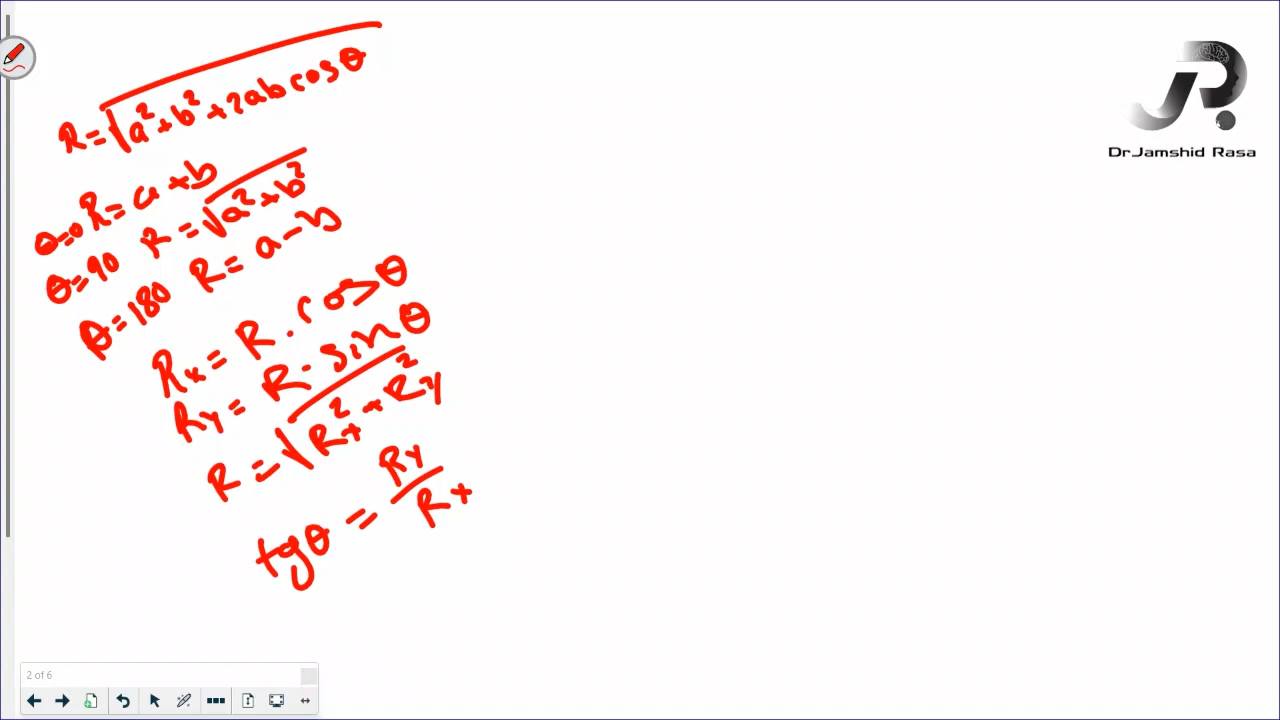 R = √a² + b² + 2ab cosθ
θ=0 R = a + b
θ=90 R = √a² + b²
θ=180 R = a - b
Rx = R . cosθ
Ry = R . sinθ
R = √Rx² + Ry²
tgθ = Ry / Rx
DrJamshid Rasa
2 of 6